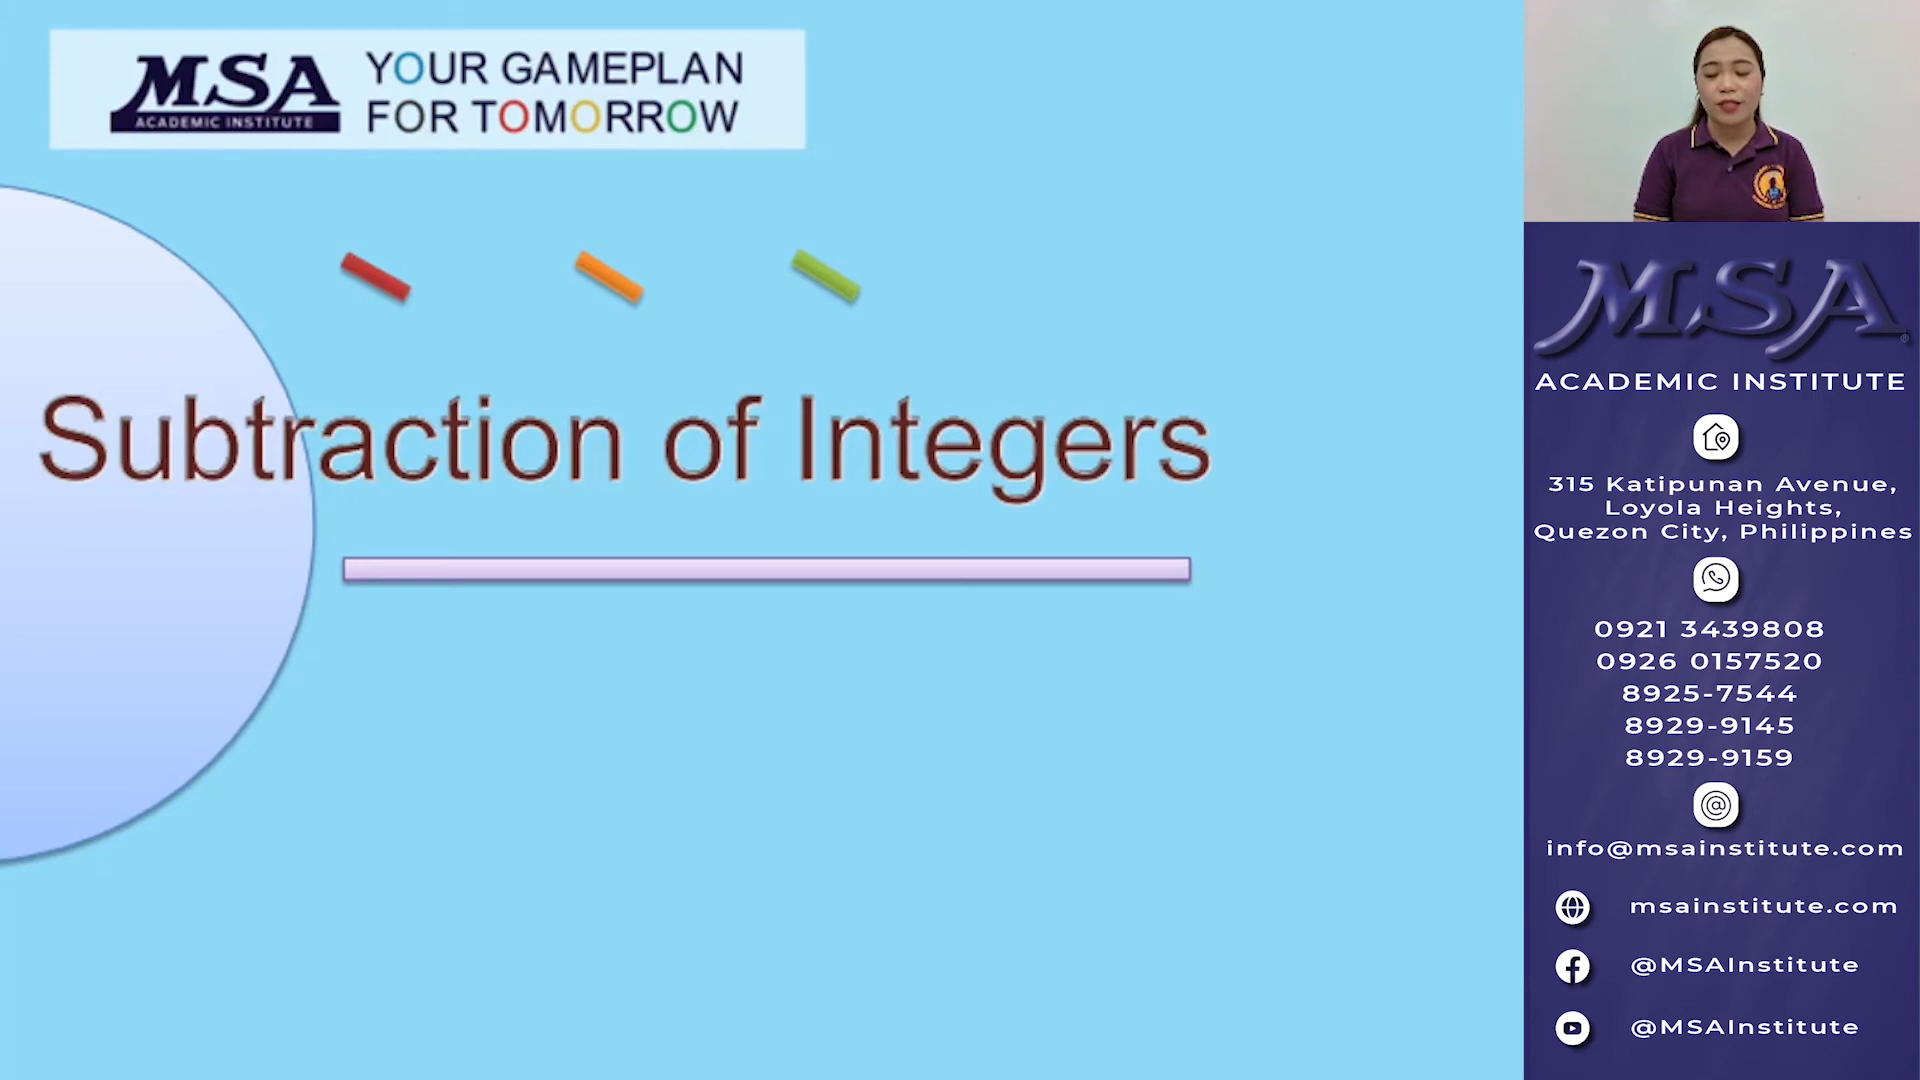 MSA
ACADEMIC INSTITUTE
YOUR GAMEPLAN
FOR TOMORROW
Subtraction of Integers
MSA
®
ACADEMIC INSTITUTE
315 Katipunan Avenue,
Loyola Heights,
Quezon City, Philippines
0921 3439808
0926 0157520
8925-7544
8929-9145
8929-9159
info@msainstitute.com
msainstitute.com
@MSAInstitute
@MSAInstitute